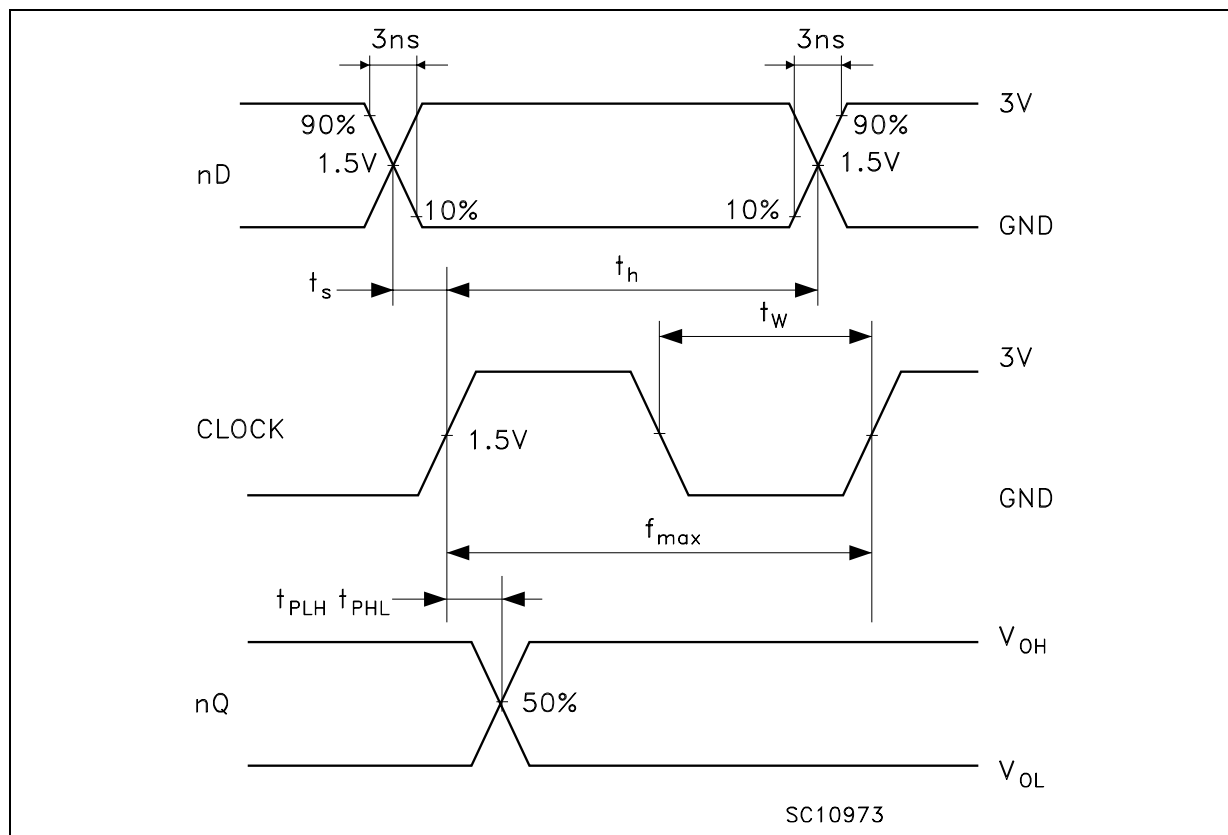 3ns 3ns
3V
90% 90%
1.5V 1.5V
nD
10% 10%
GND
ts th
tW
3V
CLOCK 1.5V
GND
fmax
tPLH tPHL
VOH
nQ 50%
VOL
SC10973